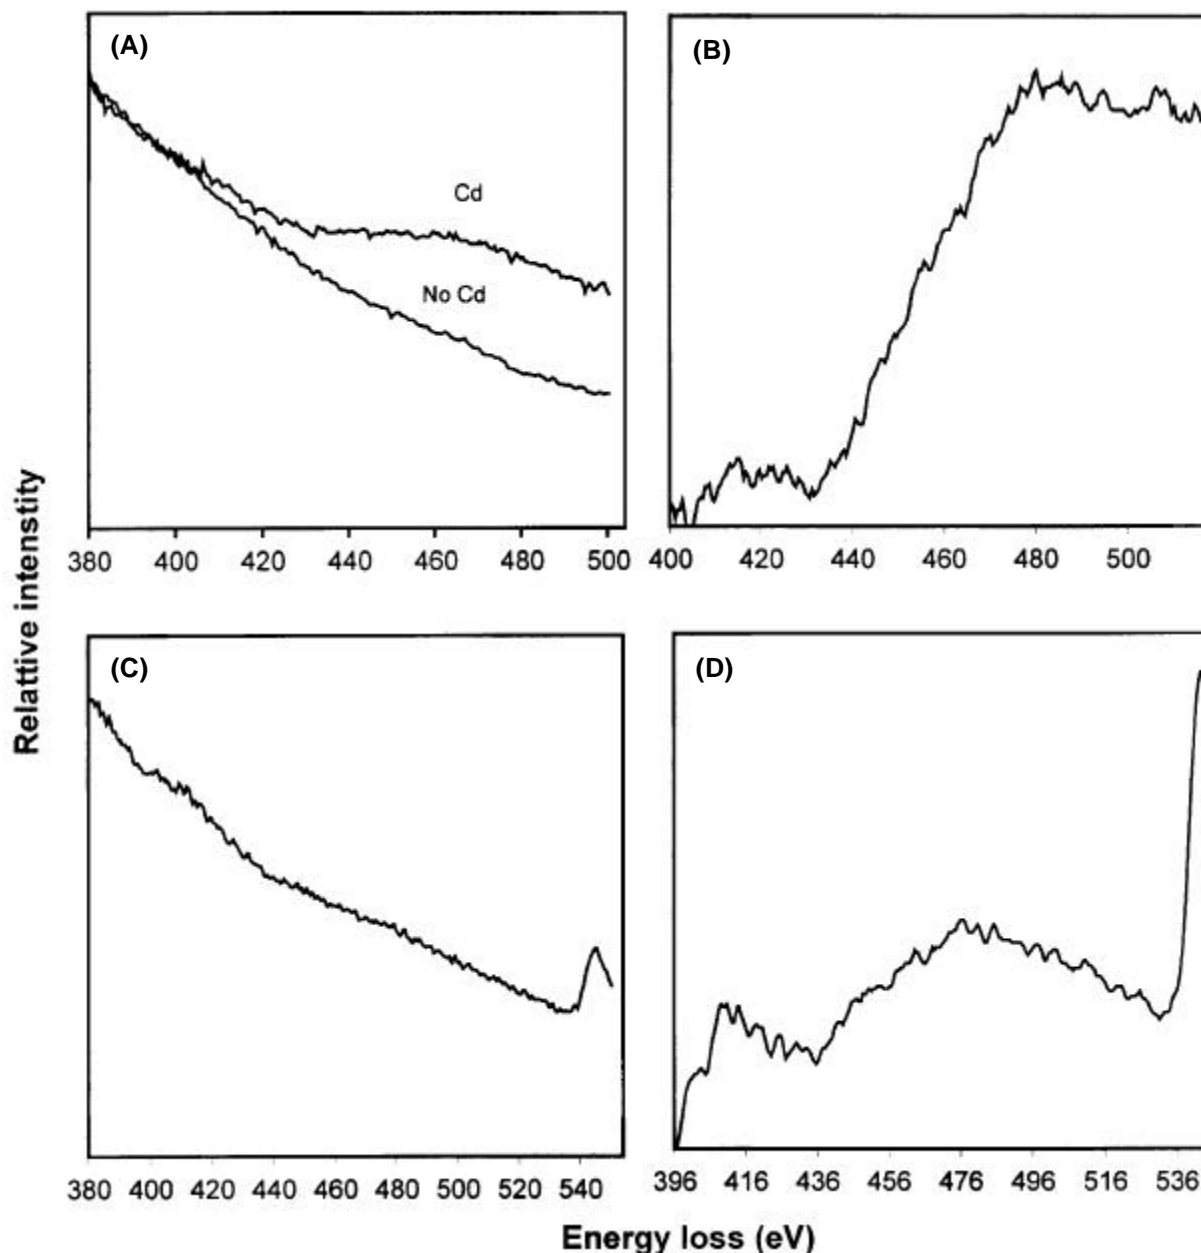 (A)
Cd
No Cd
380 400 420 440 460 480 500
(B)
400 420 440 460 480 500
(C)
380 400 420 440 460 480 500 520 540
(D)
396 416 436 456 476 496 516 536
Relattive intenstity
Energy loss (eV)